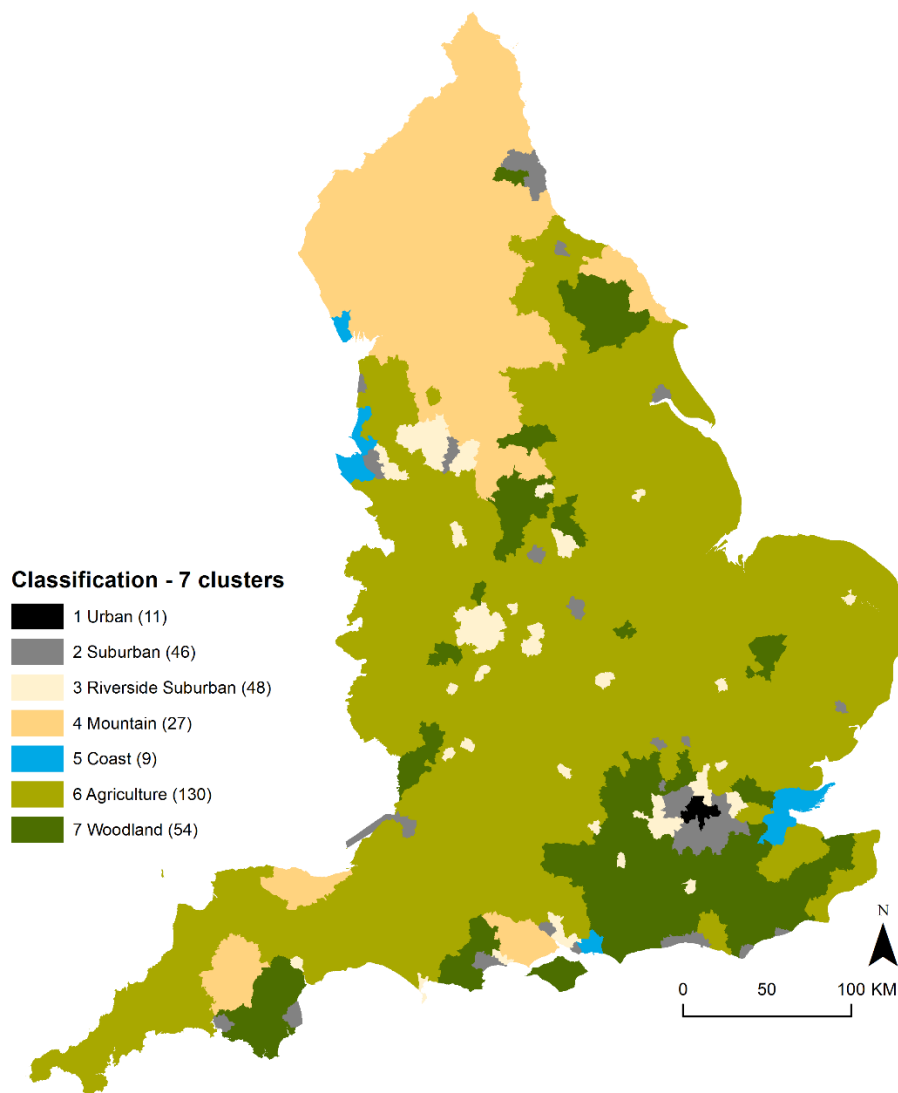 Classification - 7 clusters
1 Urban (11)
2 Suburban (46)
3 Riverside Suburban (48)
4 Mountain (27)
5 Coast (9)
6 Agriculture (130)
7 Woodland (54)
N
0 50 100 KM